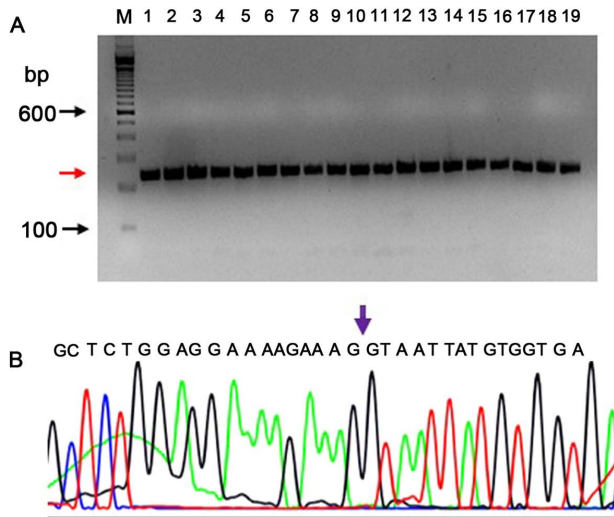 A
M 1 2 3 4 5 6 7 8 9 10 11 12 13 14 15 16 17 18 19
bp
600
100
B
GC T C T G G AGG A A AAGAA A G GT A AT TAT GTGGT G A